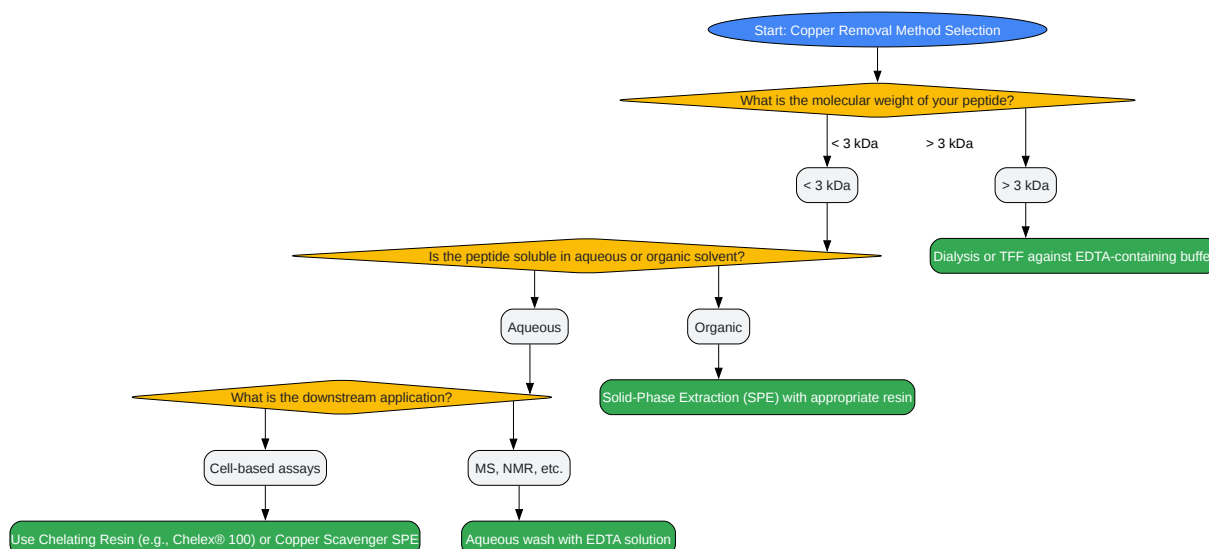 Start: Copper Removal Method Selection
What is the molecular weight of your peptide?
< 3 kDa
> 3 kDa
< 3 kDa
> 3 kDa
Is the peptide soluble in aqueous or organic solvent?
Dialysis or TFF against EDTA-containing buffe
Aqueous
Organic
What is the downstream application?
Solid-Phase Extraction (SPE) with appropriate resin
Cell-based assays
MS, NMR, etc.
Use Chelating Resin (e.g., Chelex® 100) or Copper Scavenger SPE
Aqueous wash with EDTA solution